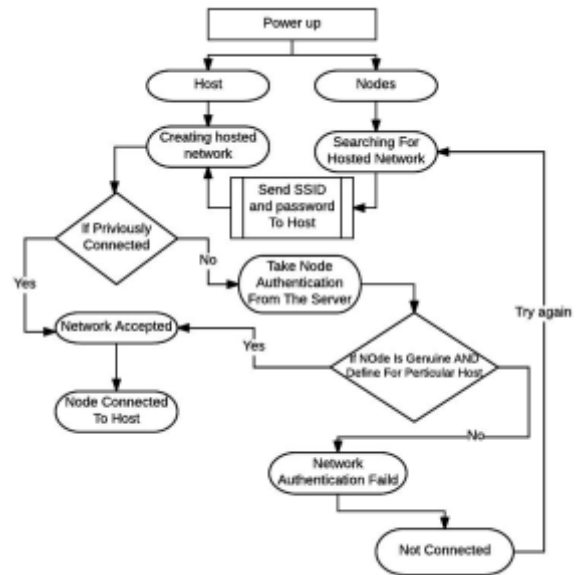 Power up
Host
Nodes
Creating hosted
network
Searching For
Hosted Network
Send SSID
and password
To Host
If Priviously
Connected
No
Yes
Take Node
Authentication
From The Server
Try again
Network Accepted
Yes
If NOde Is Genuine AND
Define For Perticular Host
Node Connected
To Host
No
Network
Authentication Faild
Not Connected